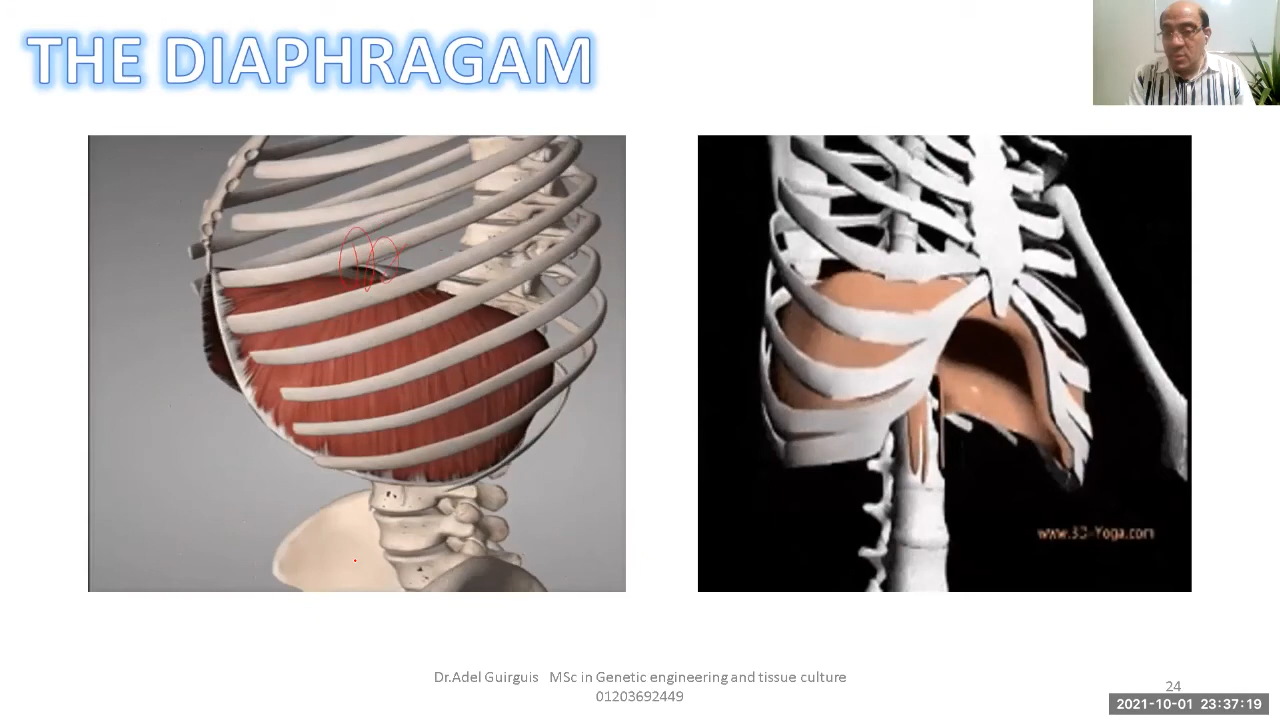 THE DIAPHRAGAM
www.3D-Yoga.com
Dr.Adel Guirguis MSc in Genetic engineering and tissue culture
01203692449
24
2021-10-01 23:37:19